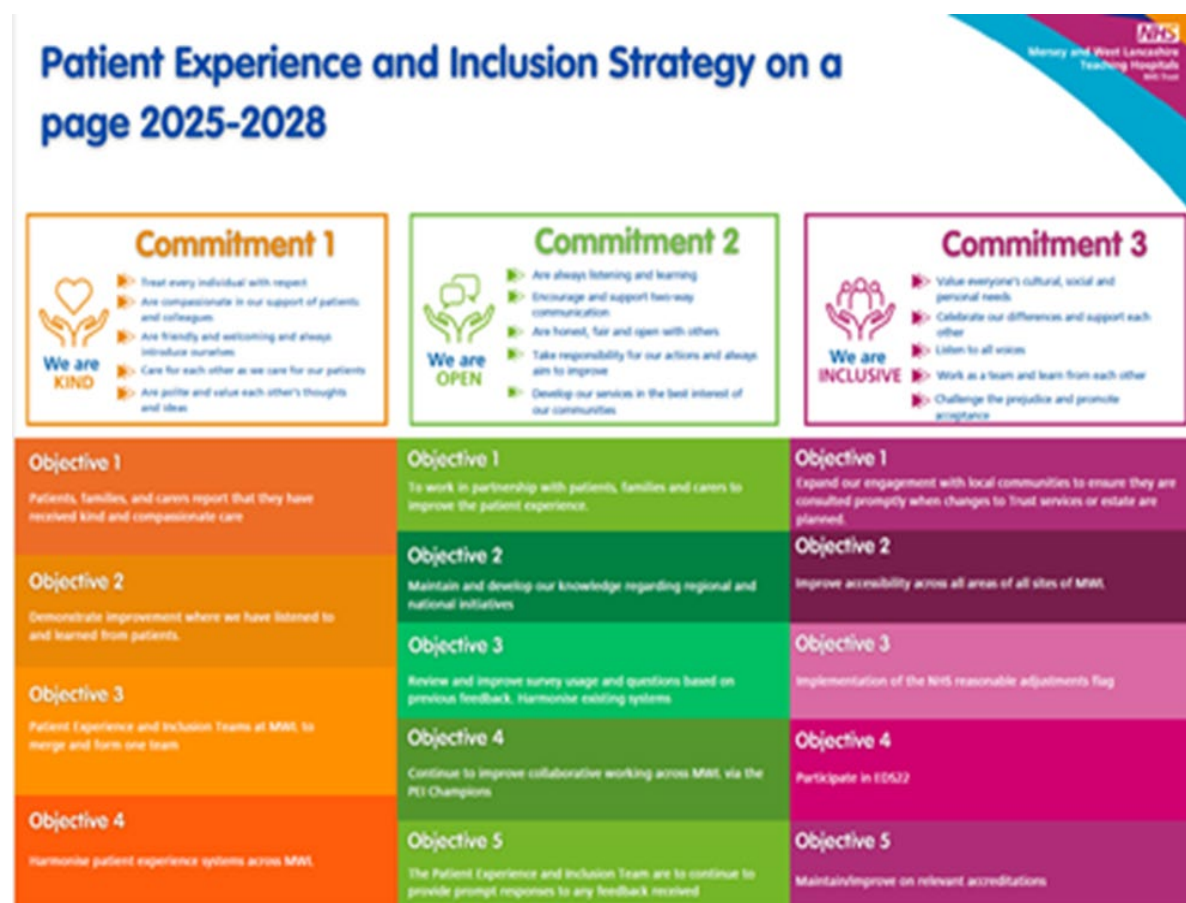 Patient Experience and Inclusion Strategy on a
page 2025-2028
NHS
Mersey and West Lancashire
Teaching Hospitals
NHS Trust
Commitment 1
Treat every individual with respect
Are compassionate in our support of patients
and colleagues
Are friendly and welcoming and always
introduce ourselves
Care for each other as we care for our patients
Are polite and value each other's thoughts
and ideas
We are
KIND
Commitment 2
Are always listening and learning
Encourage and support two-way
communication
Are honest, fair and open with others
Take responsibility for our actions and always
aim to improve
Develop our services in the best interest of
our communities
We are
OPEN
Commitment 3
Value everyone's cultural, social and
personal needs
Celebrate our differences and support each
other
Listen to all voices
Work as a team and learn from each other
Challenge the prejudice and promote
acceptance
We are
INCLUSIVE
Objective 1
Patients, families, and carers report that they have
received kind and compassionate care
Objective 2
Demonstrate improvement where we have listened to
and learned from patients.
Objective 3
Patient Experience and Inclusion Teams at MWL to
merge and form one team
Objective 4
Harmonise patient experience systems across MWL
Objective 1
To work in partnership with patients, families and carers to
improve the patient experience.
Objective 2
Maintain and develop our knowledge regarding regional and
national initiatives
Objective 3
Review and improve survey usage and questions based on
previous feedback. Harmonise existing systems
Objective 4
Continue to improve collaborative working across MWL via the
PEI Champions
Objective 5
The Patient Experience and Inclusion Team are to continue to
provide prompt responses to any feedback received
Objective 1
Expand our engagement with local communities to ensure they are
consulted promptly when changes to Trust services or estate are
planned.
Objective 2
Improve accessibility across all areas of all sites of MWL
Objective 3
Implementation of the NHS reasonable adjustments flag
Objective 4
Participate in EDS22
Objective 5
Maintain/improve on relevant accreditations